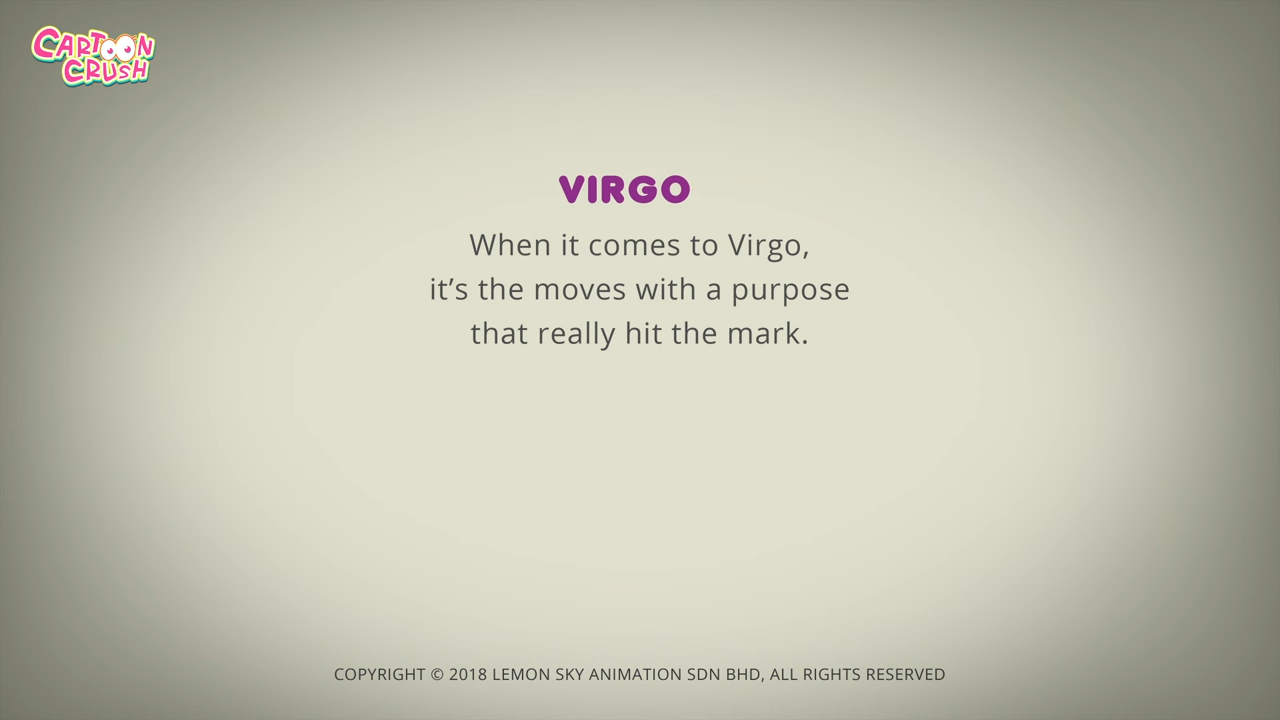 CARTOON
CRUSH
VIRGO
When it comes to Virgo,
it’s the moves with a purpose
that really hit the mark.
COPYRIGHT © 2018 LEMON SKY ANIMATION SDN BHD, ALL RIGHTS RESERVED